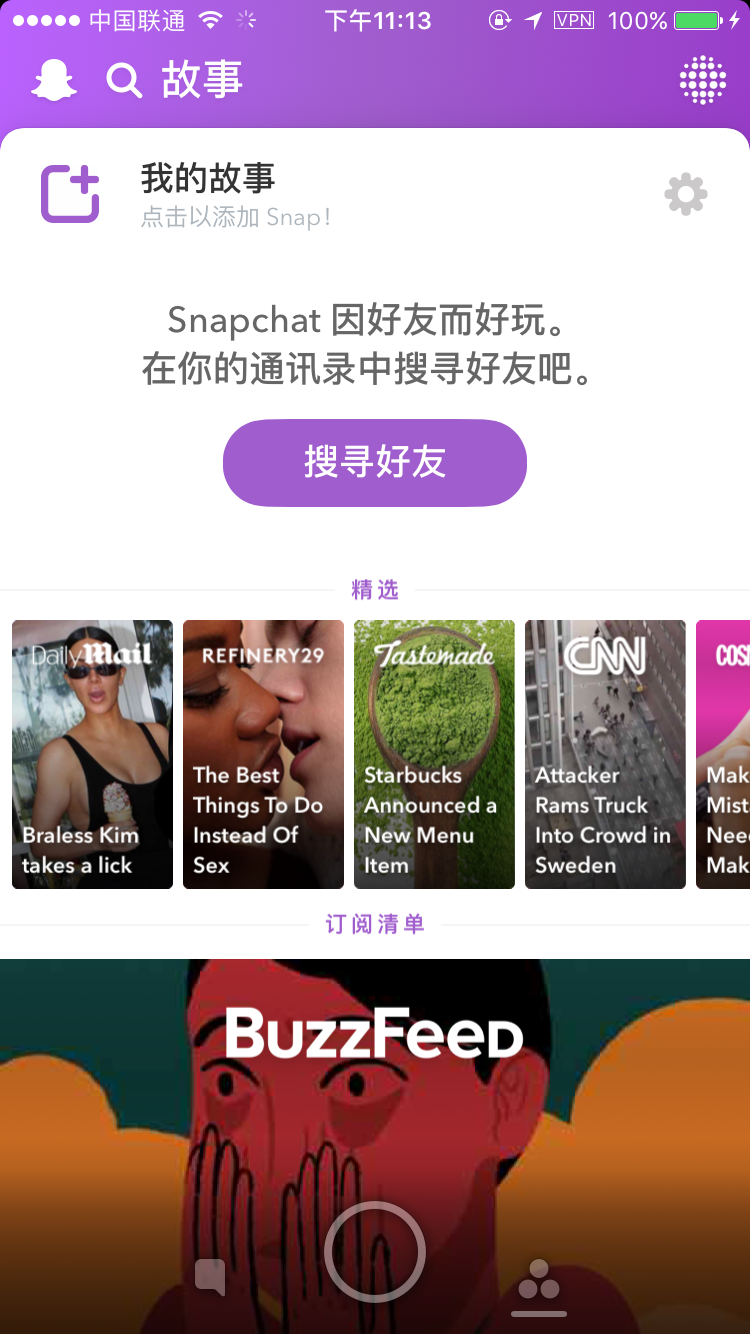 中国联通
下午11:13
VPN
100%
故事
我的故事
点击以添加 Snap!
Snapchat 因好友而好玩。
在你的通讯录中搜寻好友吧。
搜寻好友
精选
DailyMail
Braless Kim
takes a lick
REFINERY29
The Best
Things To Do
Instead Of
Sex
Tastemade
Starbucks
Announced a
New Menu
Item
CNN
Attacker
Rams Truck
Into Crowd in
Sweden
COS
Mak
Mist
Nee
Mak
订阅清单
BUZZFEED